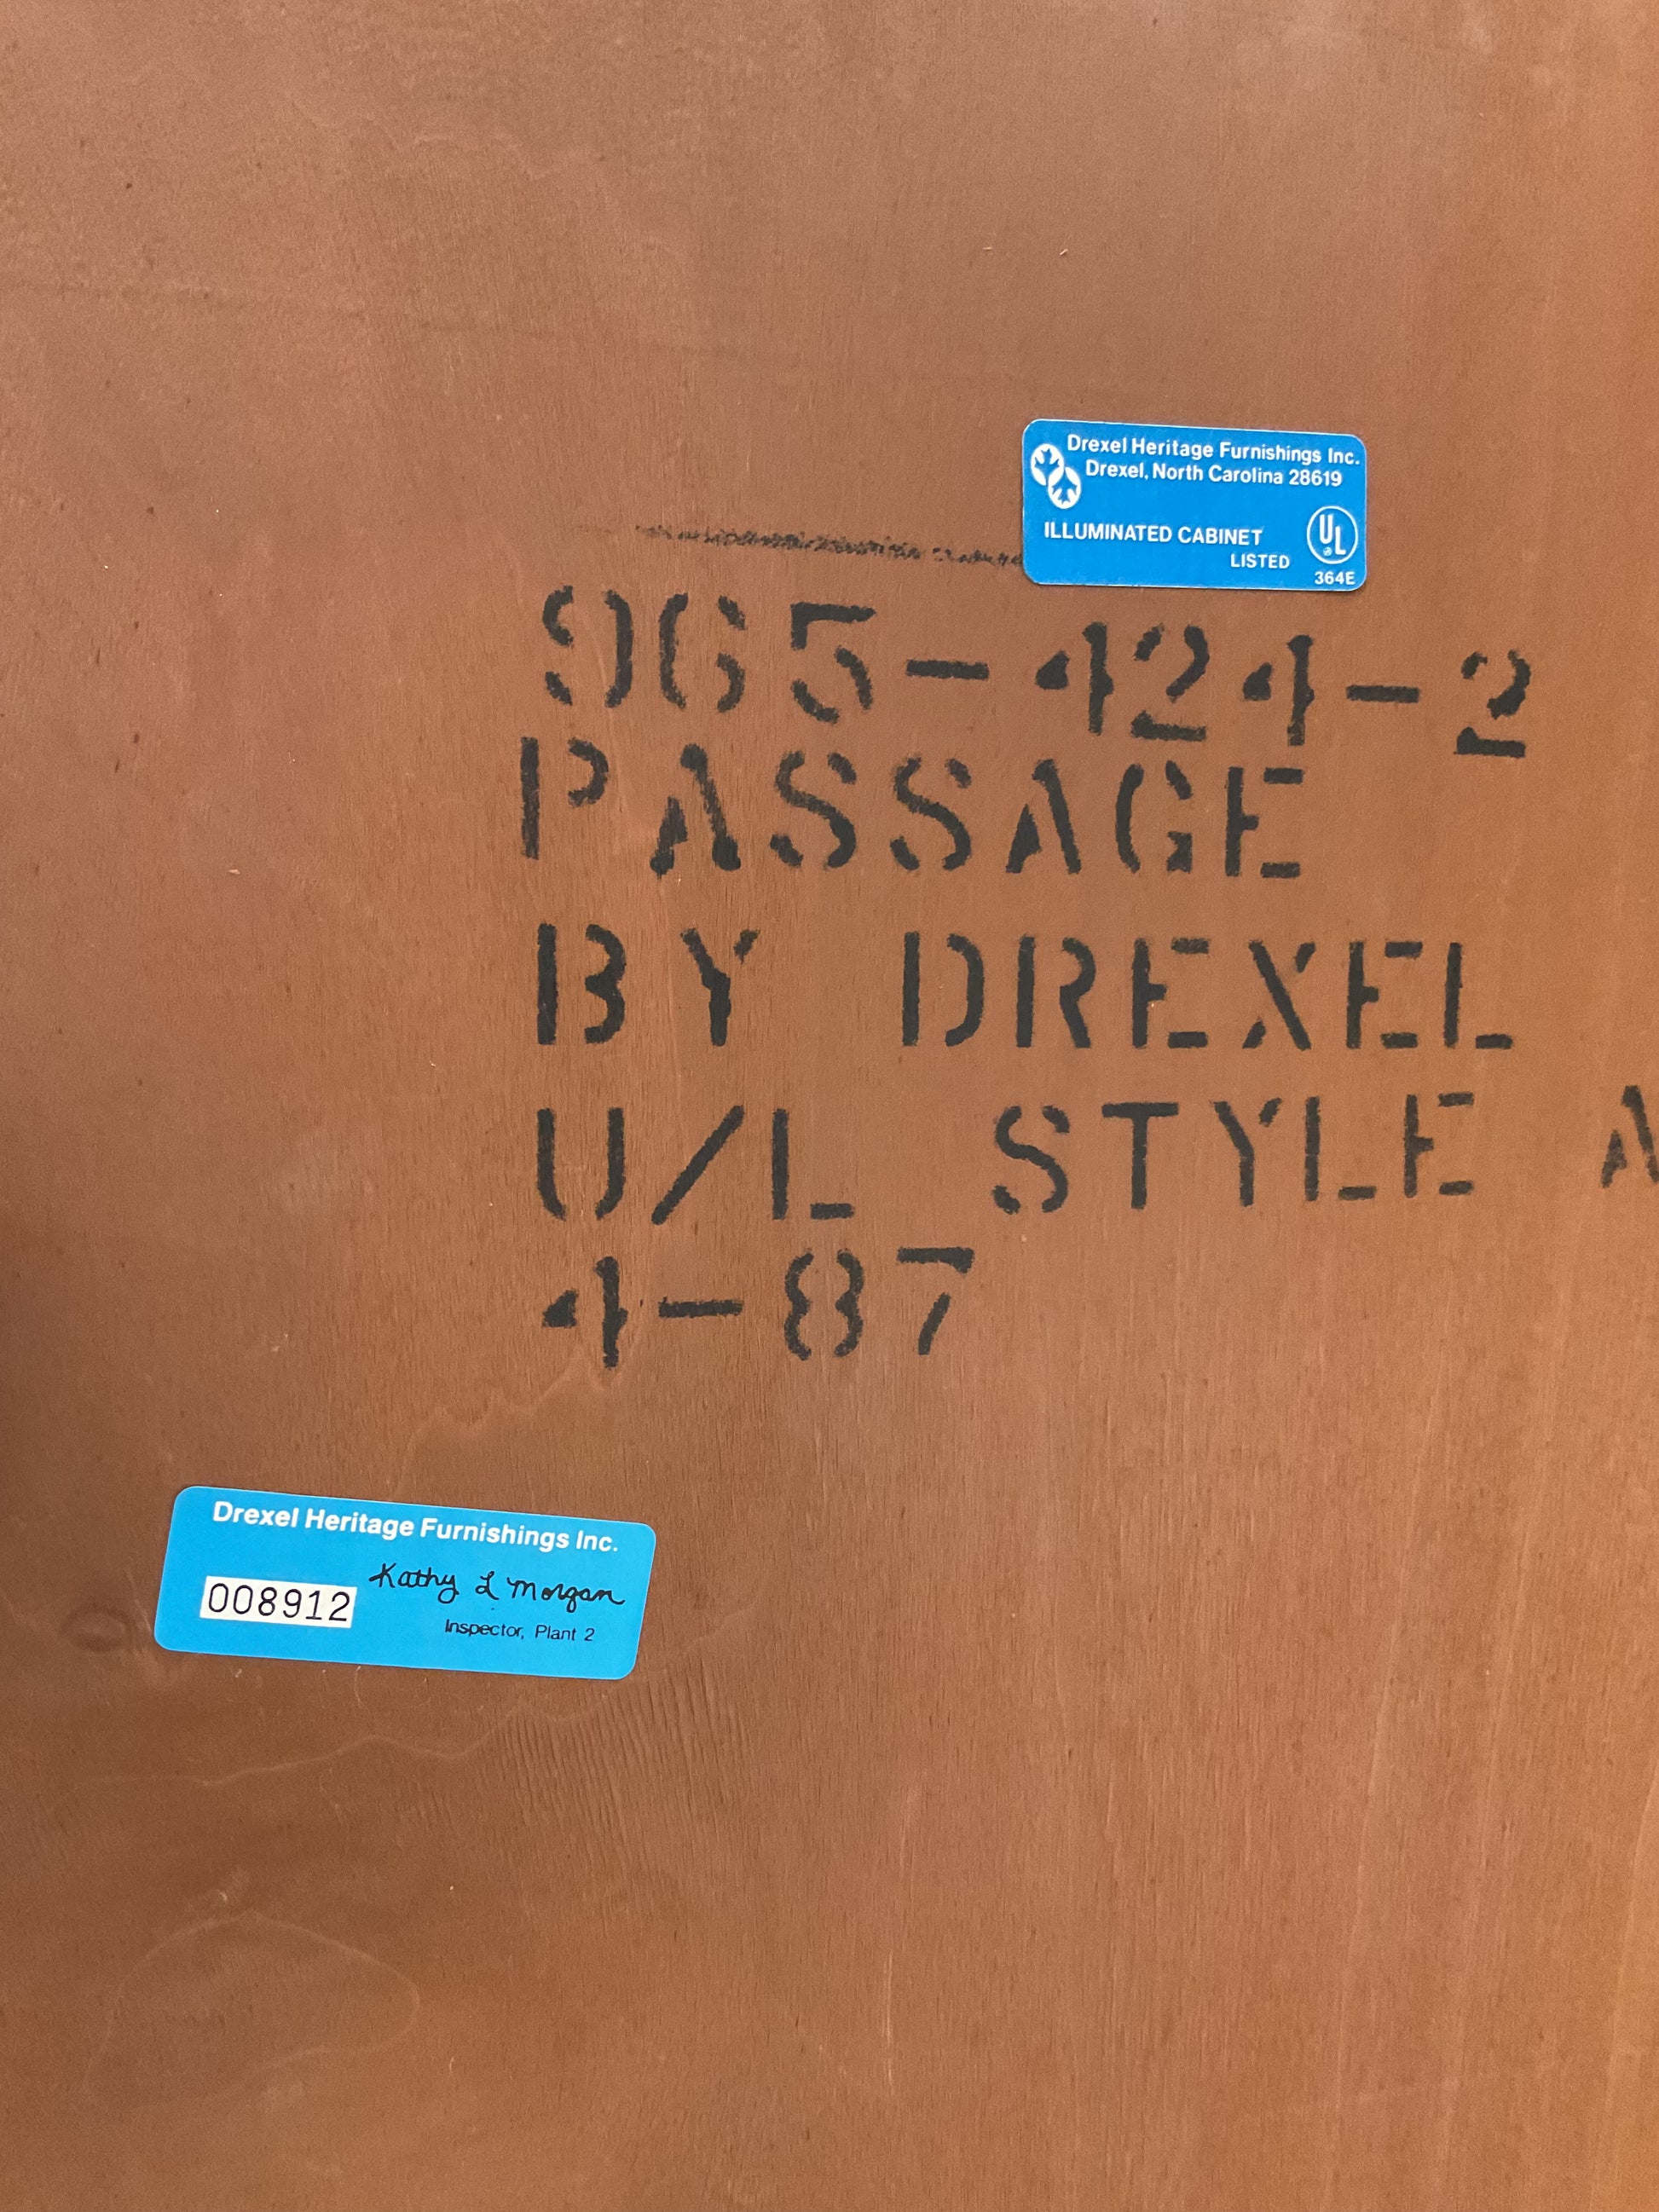 Drexel Heritage Furnishings Inc.
Drexel, North Carolina 28619
ILLUMINATED CABINET
LISTED
UL
364E
965-424-2
PASSAGE
BY DREXEL
U/L STYLE A
4-87
Drexel Heritage Furnishings Inc.
008912 Kathy L Morgan
Inspector, Plant 2